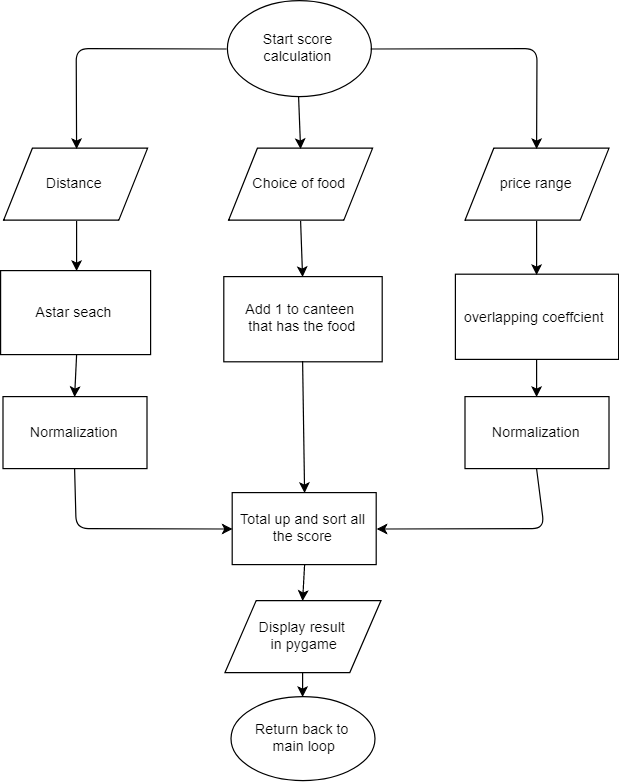 Start score
calculation
Distance
Choice of food
price range
Astar seach
Add 1 to canteen
that has the food
overlapping coeffcient
Normalization
Normalization
Total up and sort all
the score
Display result
in pygame
Return back to
main loop